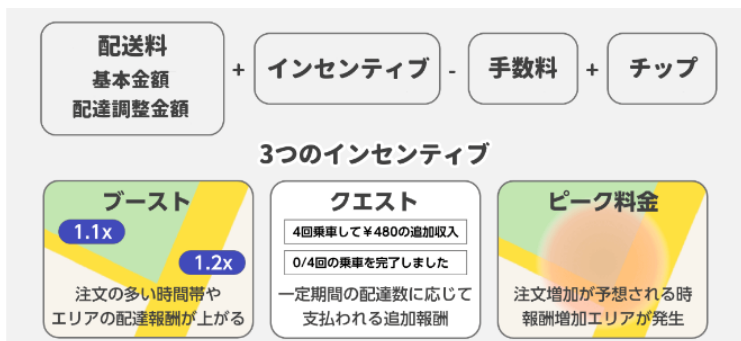 配送料
基本金額
配達調整金額
+
インセンティブ
-
手数料
+
チップ
3つのインセンティブ
ブースト
1.1x
1.2x
注文の多い時間帯や
エリアの配達報酬が上がる
クエスト
4回乗車して￥480の追加収入
0/4回の乗車を完了しました
一定期間の配達数に応じて
支払われる追加報酬
ピーク料金
注文増加が予想される時
報酬増加エリアが発生